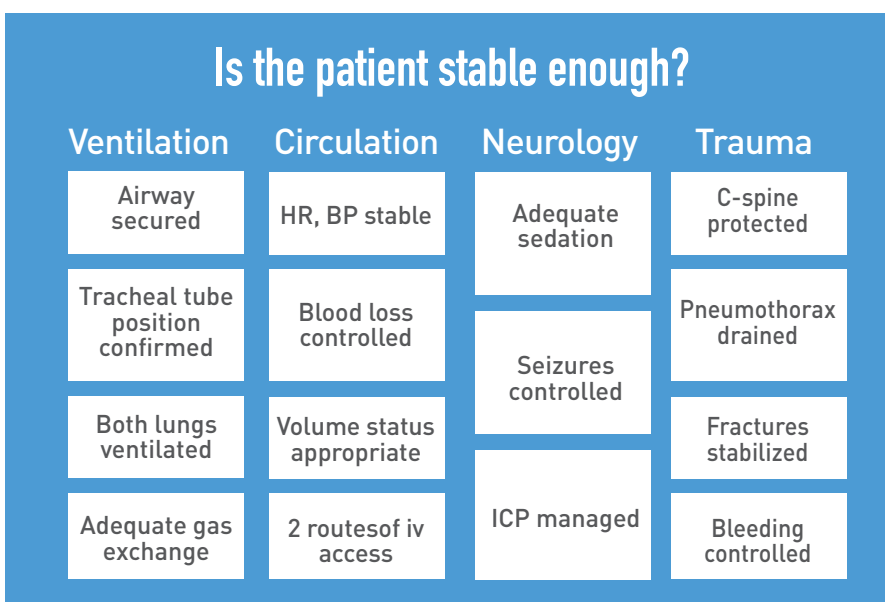 Is the patient stable enough?
Ventilation
Airway
secured
Tracheal tube
position
confirmed
Both lungs
ventilated
Adequate gas
exchange
Circulation
HR, BP stable
Blood loss
controlled
Volume status
appropriate
2 routesof iv
access
Neurology
Adequate
sedation
Seizures
controlled
ICP managed
Trauma
C-spine
protected
Pneumothorax
drained
Fractures
stabilized
Bleeding
controlled